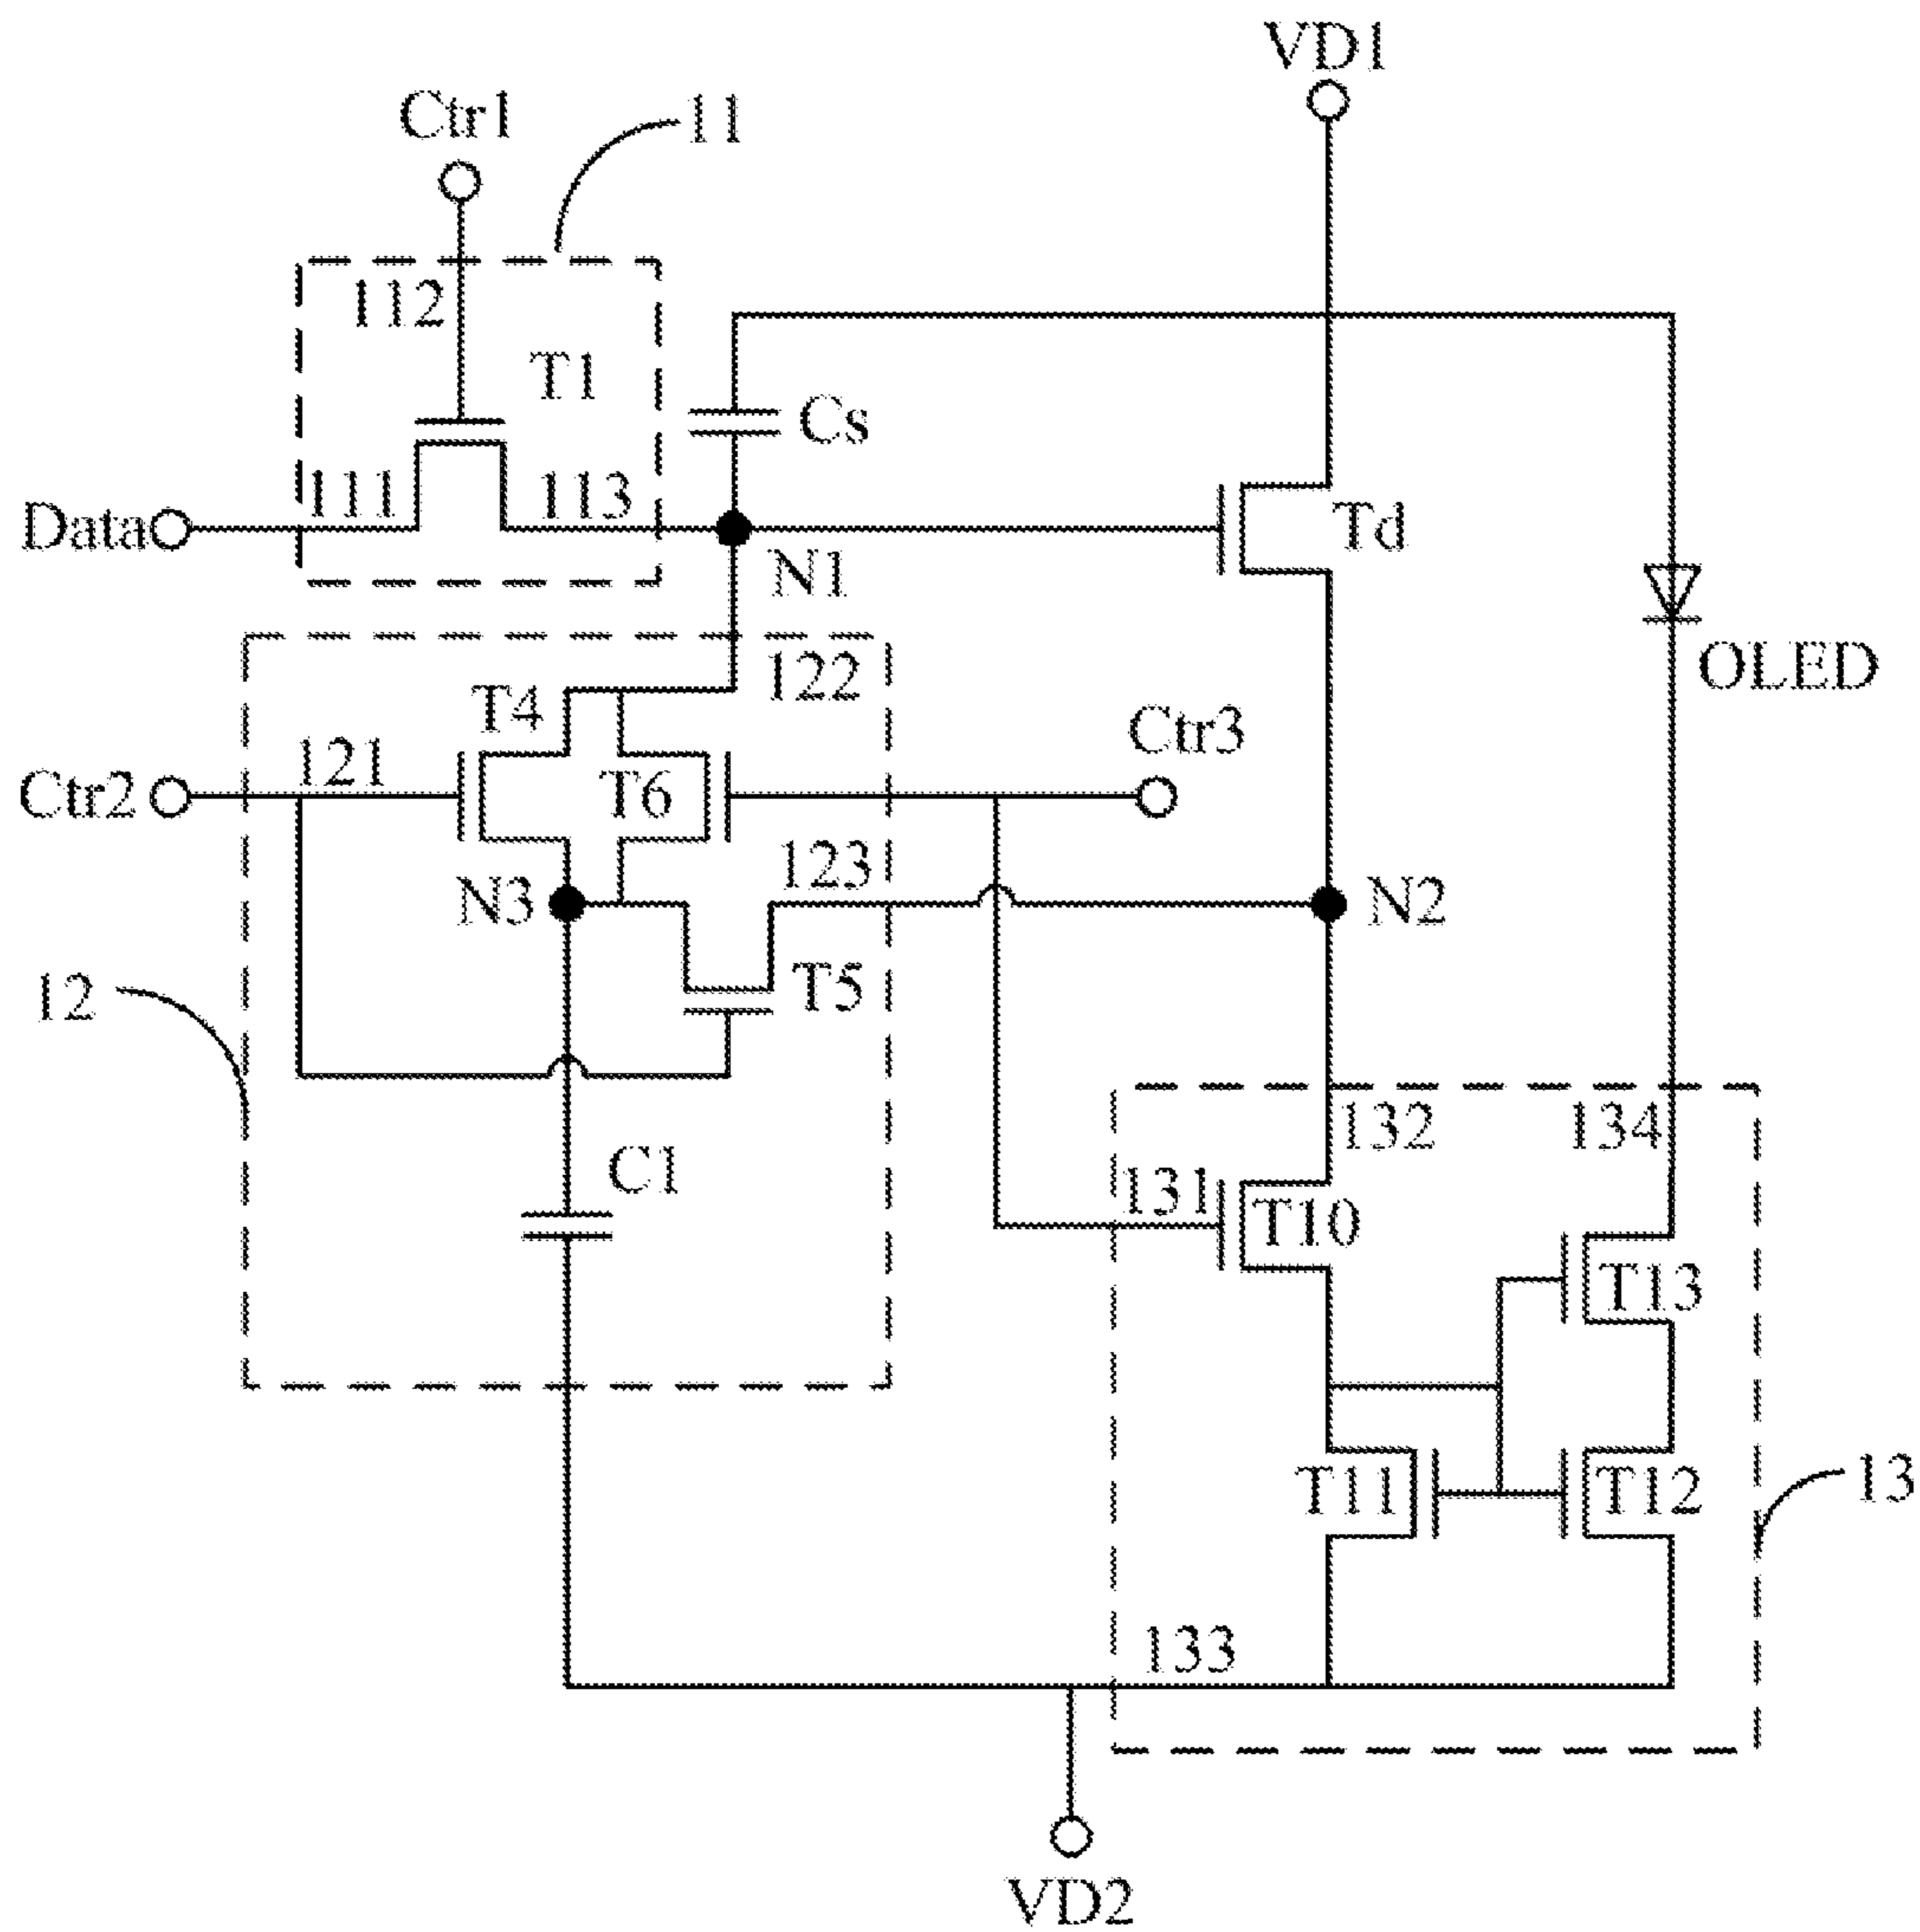 VD1
Ctr1
11
112
T1
Cs
111
113
Data
Td
N1
OLED
122
T4
Ctr3
121
T6
Ctr2
123
N3
N2
T5
12
132
134
C1
131
T10
T13
T11
T12
13
133
VD2